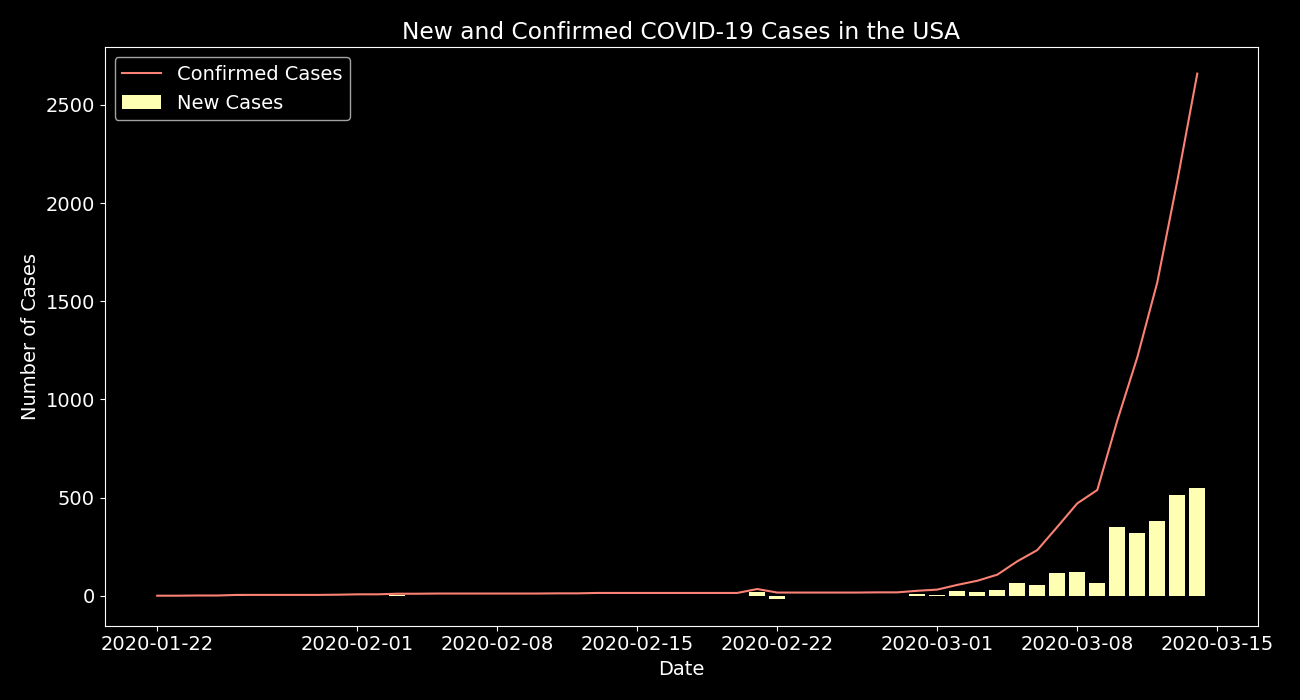 New and Confirmed COVID-19 Cases in the USA
Confirmed Cases
New Cases
2500
2000
1500
1000
500
0
Number of Cases
2020-01-22 2020-02-01 2020-02-08 2020-02-15 2020-02-22 2020-03-01 2020-03-08 2020-03-15
Date